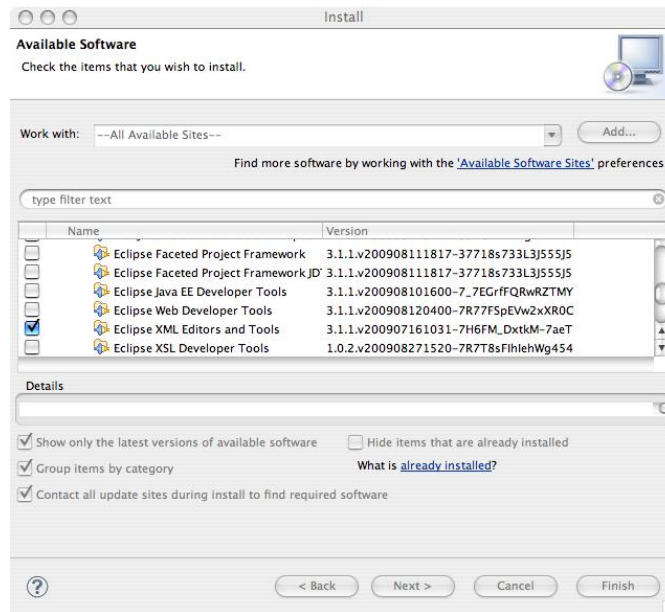 Install
Available Software
Check the items that you wish to install.
Work with: --All Available Sites-- Add...
Find more software by working with the 'Available Software Sites' preferences
type filter text
Name Version
Eclipse Faceted Project Framework 3.1.1.v200908111817-37718s733L3J555J5
Eclipse Faceted Project Framework JD 3.1.1.v200908111817-37718s733L3J555J5
Eclipse Java EE Developer Tools 3.1.1.v200908101600-7_7EGrfFQRwRZTMY
Eclipse Web Developer Tools 3.1.1.v200908120400-7R77FSpEVw2xXR0C
Eclipse XML Editors and Tools 3.1.1.v200907161031-7H6FM_DxtkM-7aeT
Eclipse XSL Developer Tools 1.0.2.v200908271520-7R7T8sFlhlehWg454
Details
Show only the latest versions of available software Hide items that are already installed
Group items by category What is already installed?
Contact all update sites during install to find required software
? < Back Next > Cancel Finish